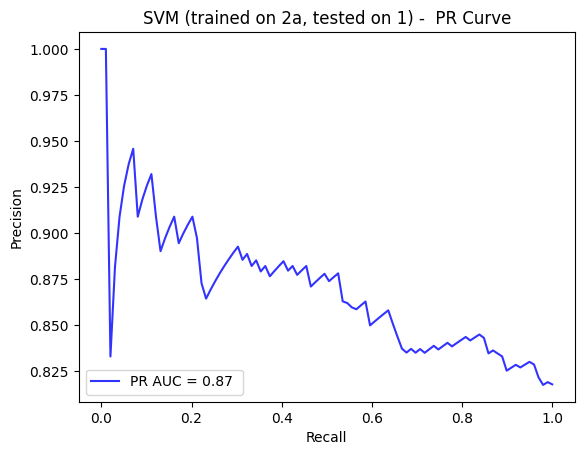 SVM (trained on 2a, tested on 1) -  PR Curve
1.000
0.975
0.950
0.925
0.900
0.875
0.850
0.825
Precision
PR AUC = 0.87
0.0 0.2 0.4 0.6 0.8 1.0
Recall